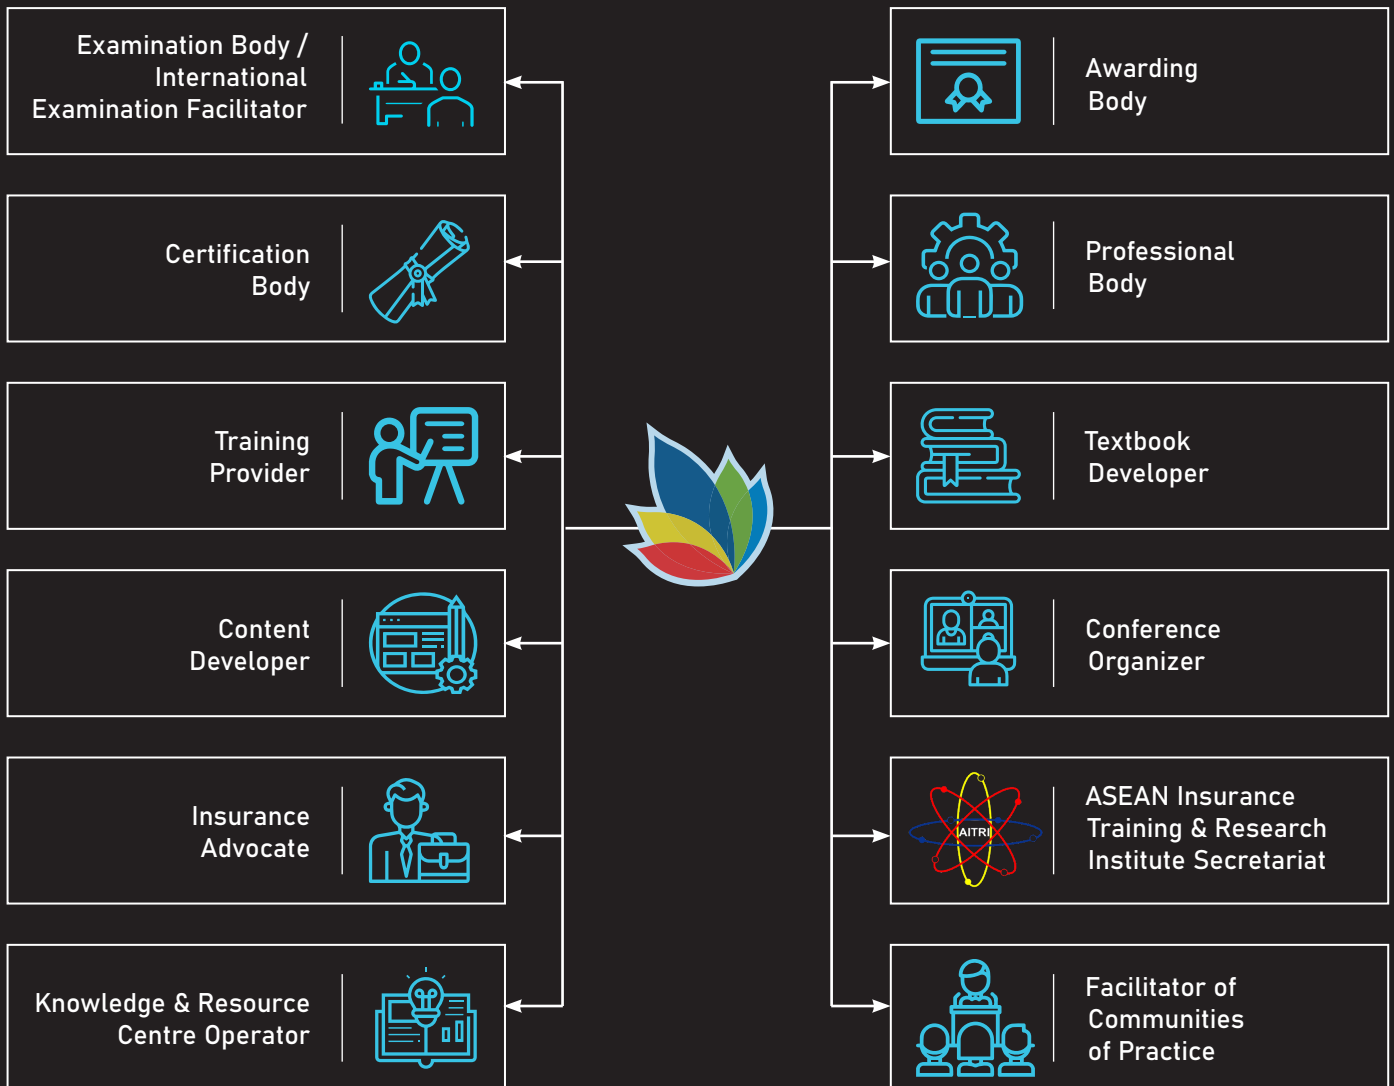 Examination Body /
International
Examination Facilitator
Certification
Body
Training
Provider
Content
Developer
Insurance
Advocate
Knowledge & Resource
Centre Operator
Awarding
Body
Professional
Body
Textbook
Developer
Conference
Organizer
AITRI
ASEAN Insurance
Training & Research
Institute Secretariat
Facilitator of
Communities
of Practice